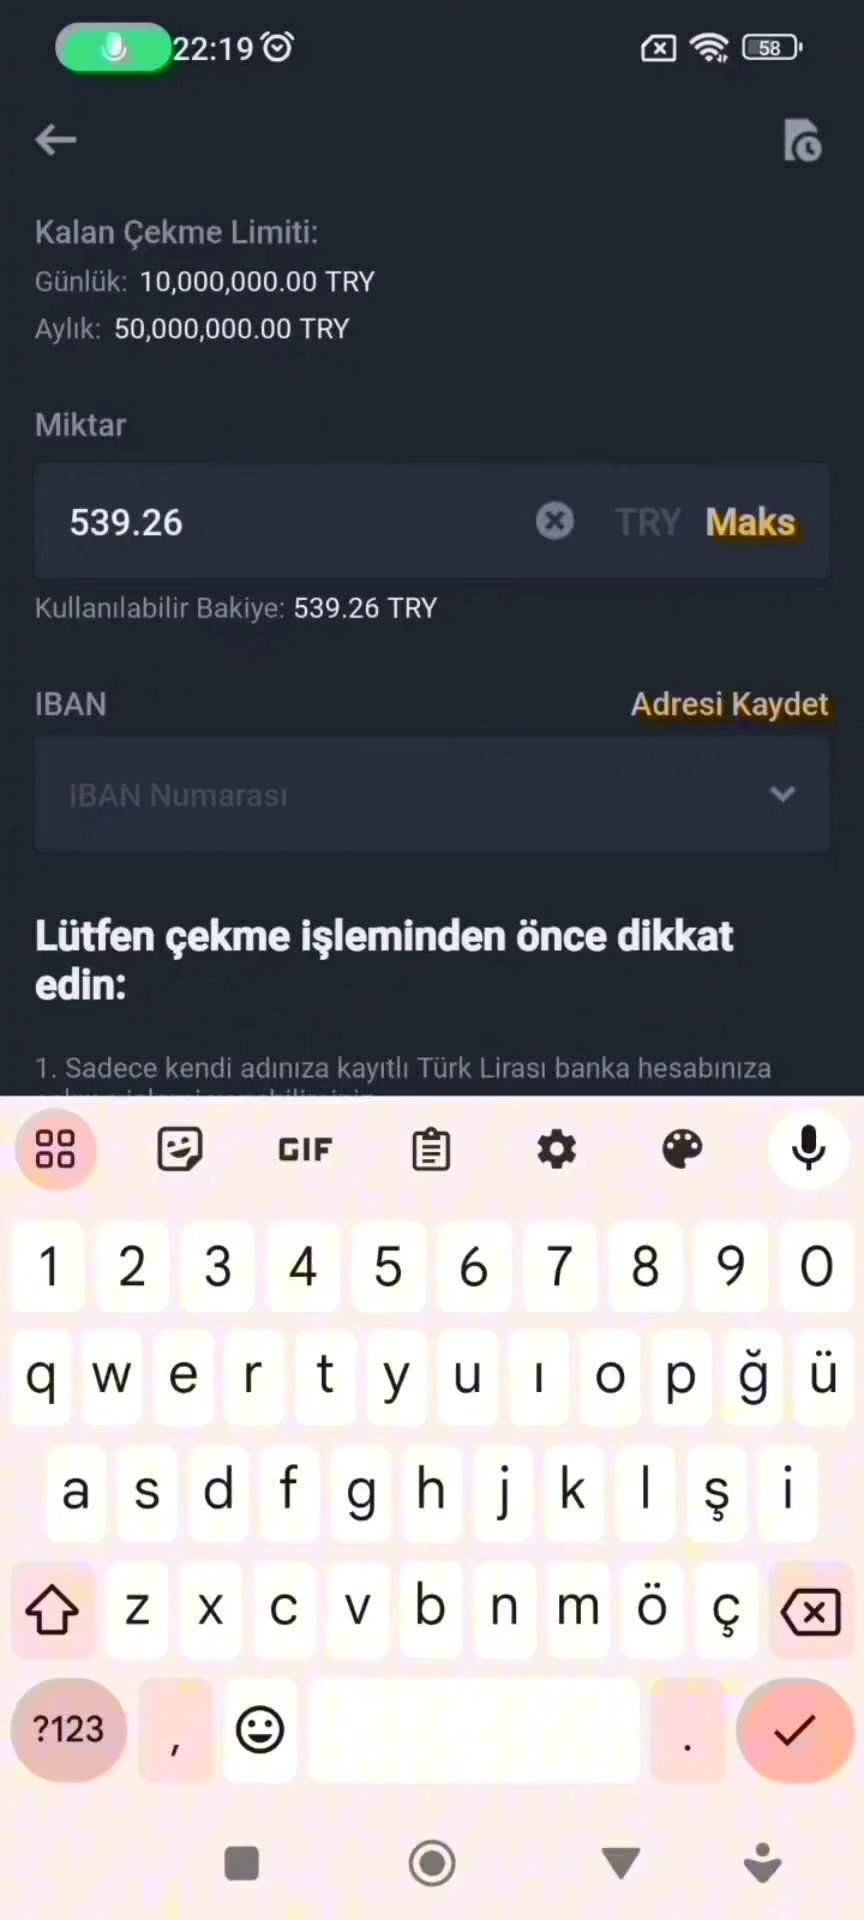 22:19
58
Kalan Çekme Limiti:
Günlük: 10,000,000.00 TRY
Aylık: 50,000,000.00 TRY
Miktar
539.26 TRY Maks
Kullanılabilir Bakiye: 539.26 TRY
IBAN Adresi Kaydet
IBAN Numarası
Lütfen çekme işleminden önce dikkat
edin:
1. Sadece kendi adınıza kayıtlı Türk Lirası banka hesabınıza
GIF
1 2 3 4 5 6 7 8 9 0
q w e r t y u ı o p ğ ü
a s d f g h j k l ş i
z x c v b n m ö ç
?123 , .